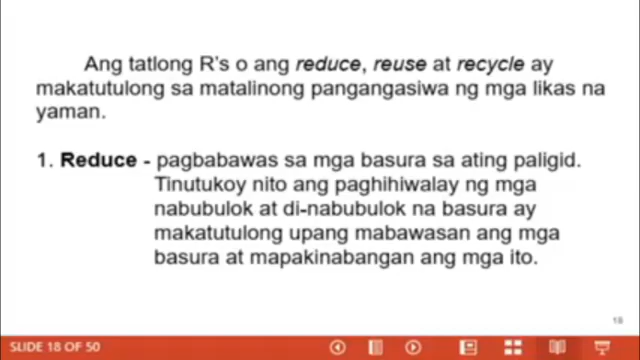 Ang tatlong R's o ang reduce, reuse at recycle ay
makatutulong sa matalinong pangangasiwa ng mga likas na
yaman.
1. Reduce - pagbabawas sa mga basura sa ating paligid.
Tinutukoy nito ang paghihiwalay ng mga
nabubulok at di-nabubulok na basura ay
makatutulong upang mabawasan ang mga
basura at mapakinabangan ang mga ito.
18
SLIDE 18 OF 50